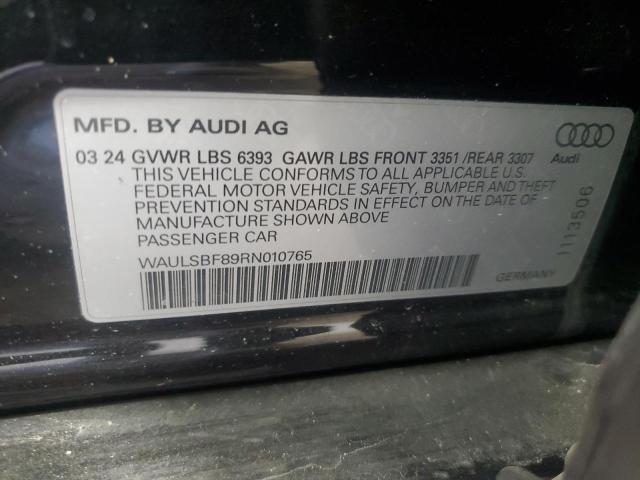 MFD. BY AUDI AG
03 24 GVWR LBS 6393 GAWR LBS FRONT 3351 /REAR 3307
THIS VEHICLE CONFORMS TO ALL APPLICABLE U.S.
FEDERAL MOTOR VEHICLE SAFETY, BUMPER AND THEFT
PREVENTION STANDARDS IN EFFECT ON THE DATE OF
MANUFACTURE SHOWN ABOVE
PASSENGER CAR
WAULSBF89RN010765
GERMANY
Audi
1113506